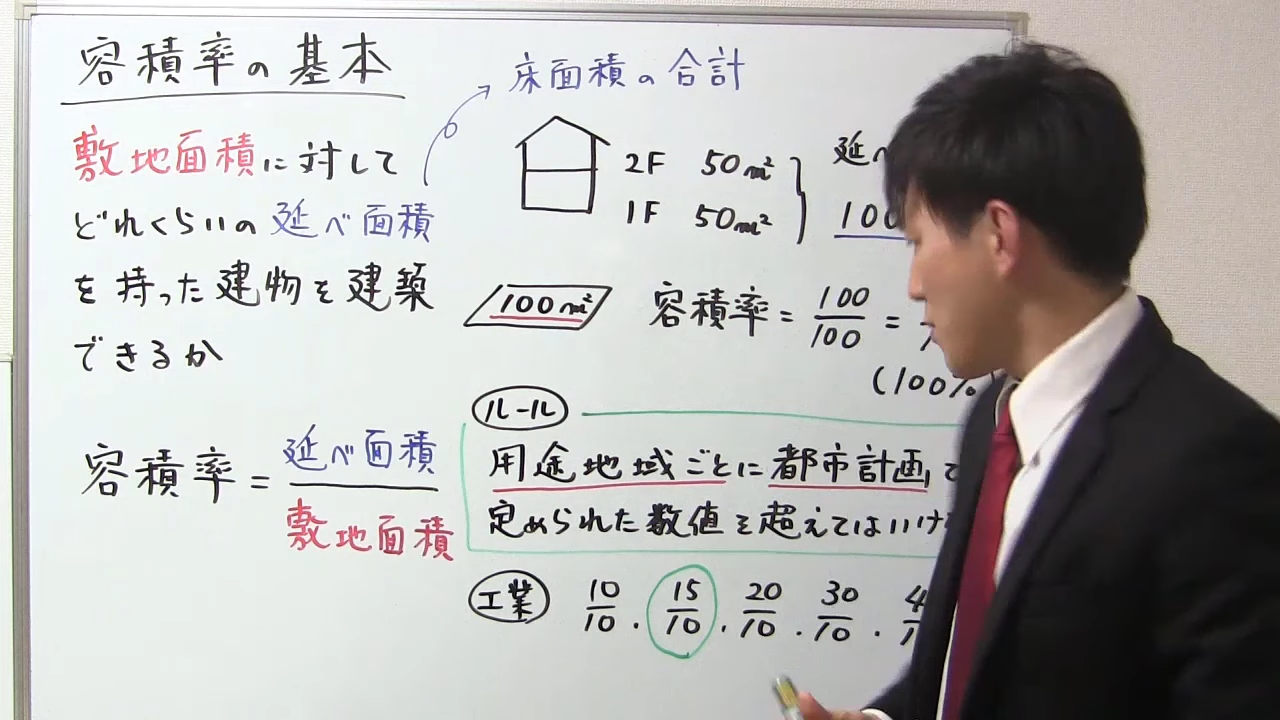 容積率の基本
敷地面積に対して
どれくらいの延べ面積
を持った建物を建築
できるか
容積率 = 延べ面積 / 敷地面積
床面積の合計
2F 50m²
1F 50m²
延べ
100
100m²
容積率 = 100/100 =
(100%
ルール
用途地域ごとに都市計画で
定められた数値を超えてはいけ
工業 10/10 . 15/10 . 20/10 . 30/10 . 4